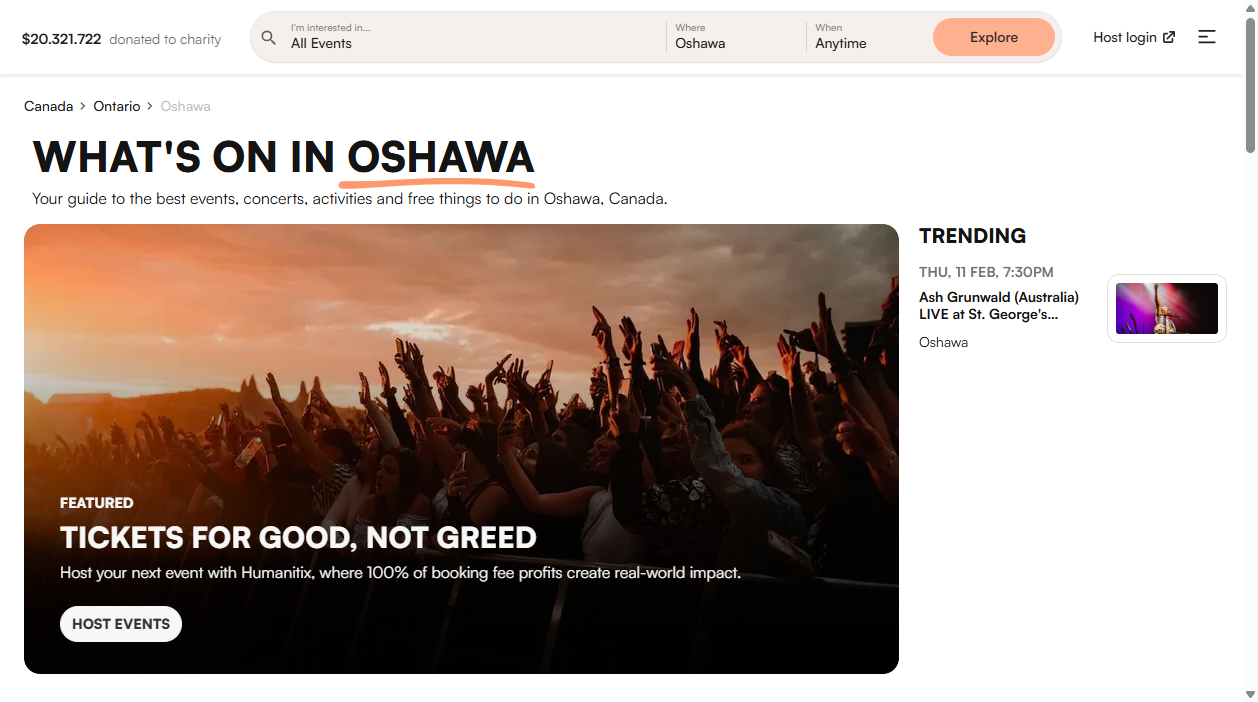 $20.321.722 donated to charity
I'm interested in...
All Events
Where
Oshawa
When
Anytime
Explore
Host login
Canada > Ontario > Oshawa
WHAT'S ON IN OSHAWA
Your guide to the best events, concerts, activities and free things to do in Oshawa, Canada.
FEATURED
TICKETS FOR GOOD, NOT GREED
Host your next event with Humanitix, where 100% of booking fee profits create real-world impact.
HOST EVENTS
TRENDING
THU, 11 FEB, 7:30PM
Ash Grunwald (Australia)
LIVE at St. George's...
Oshawa